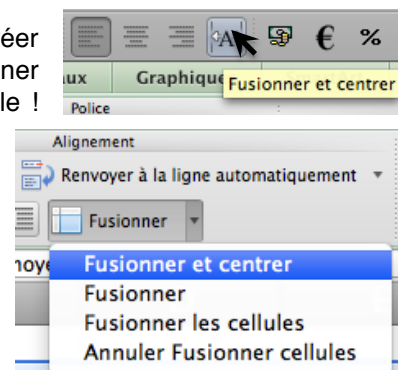 éer
ner
le !
A € %
aux Graphique
Fusionner et centrer
Police
Alignement
Renvoyer à la ligne automatiquement
Fusionner
moye
Fusionner et centrer
Fusionner
Fusionner les cellules
Annuler Fusionner cellules